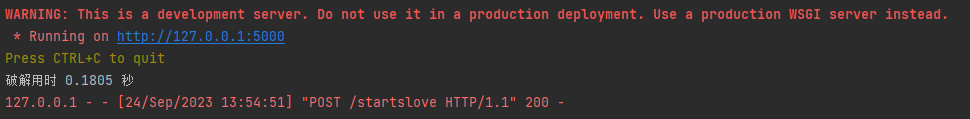 WARNING: This is a development server. Do not use it in a production deployment. Use a production WSGI server instead.
 * Running on http://127.0.0.1:5000
Press CTRL+C to quit
破解用时 0.1805 秒
127.0.0.1 - - [24/Sep/2023 13:54:51] "POST /startslove HTTP/1.1" 200 -